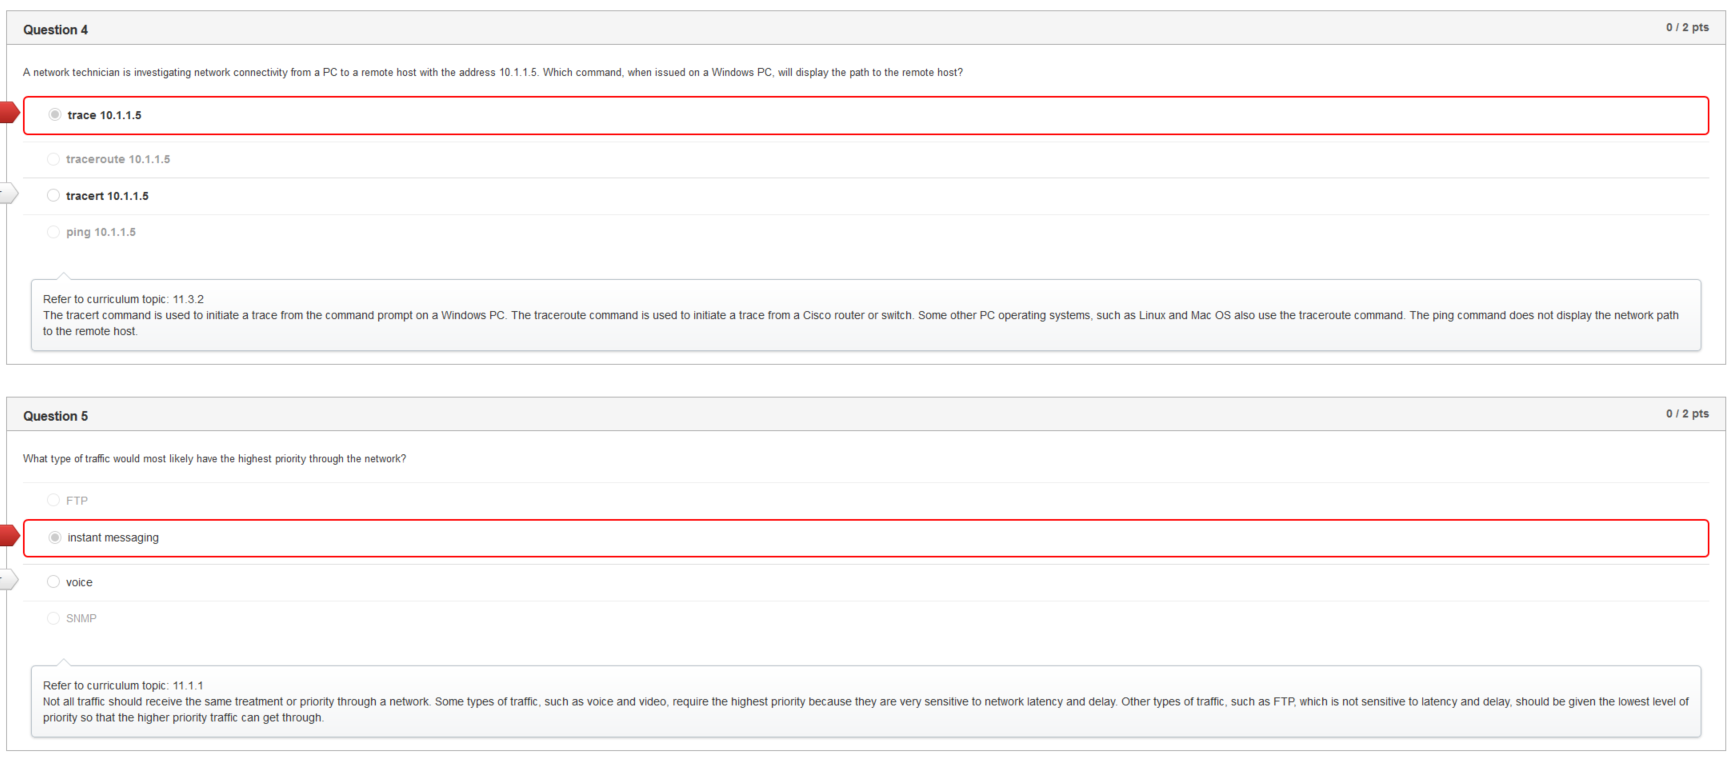 Question 4
0 / 2 pts
A network technician is investigating network connectivity from a PC to a remote host with the address 10.1.1.5. Which command, when issued on a Windows PC, will display the path to the remote host?
trace 10.1.1.5
traceroute 10.1.1.5
tracert 10.1.1.5
ping 10.1.1.5
Refer to curriculum topic: 11.3.2
The tracert command is used to initiate a trace from the command prompt on a Windows PC. The traceroute command is used to initiate a trace from a Cisco router or switch. Some other PC operating systems, such as Linux and Mac OS also use the traceroute command. The ping command does not display the network path
to the remote host.
Question 5
0 / 2 pts
What type of traffic would most likely have the highest priority through the network?
FTP
instant messaging
voice
SNMP
Refer to curriculum topic: 11.1.1
Not all traffic should receive the same treatment or priority through a network. Some types of traffic, such as voice and video, require the highest priority because they are very sensitive to network latency and delay. Other types of traffic, such as FTP, which is not sensitive to latency and delay, should be given the lowest level of
priority so that the higher priority traffic can get through.